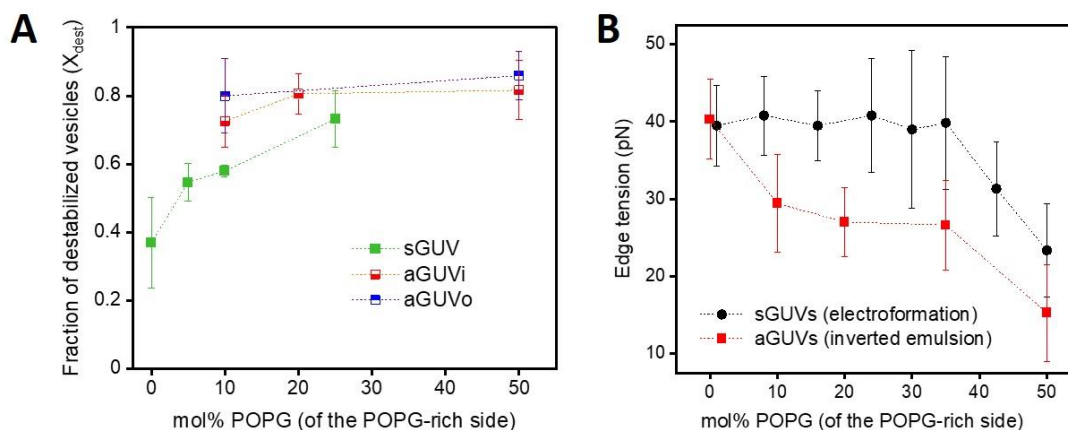 A
Fraction of destabilized vesicles (Xdest)
1
0.8
0.6
0.4
0.2
0
sGUV
aGUVi
aGUVo
0 10 20 30 40 50
mol% POPG (of the POPG-rich side)
B
Edge tension (pN)
50
40
30
20
10
sGUVs (electroformation)
aGUVs (inverted emulsion)
0 10 20 30 40 50
mol% POPG (of the POPG-rich side)